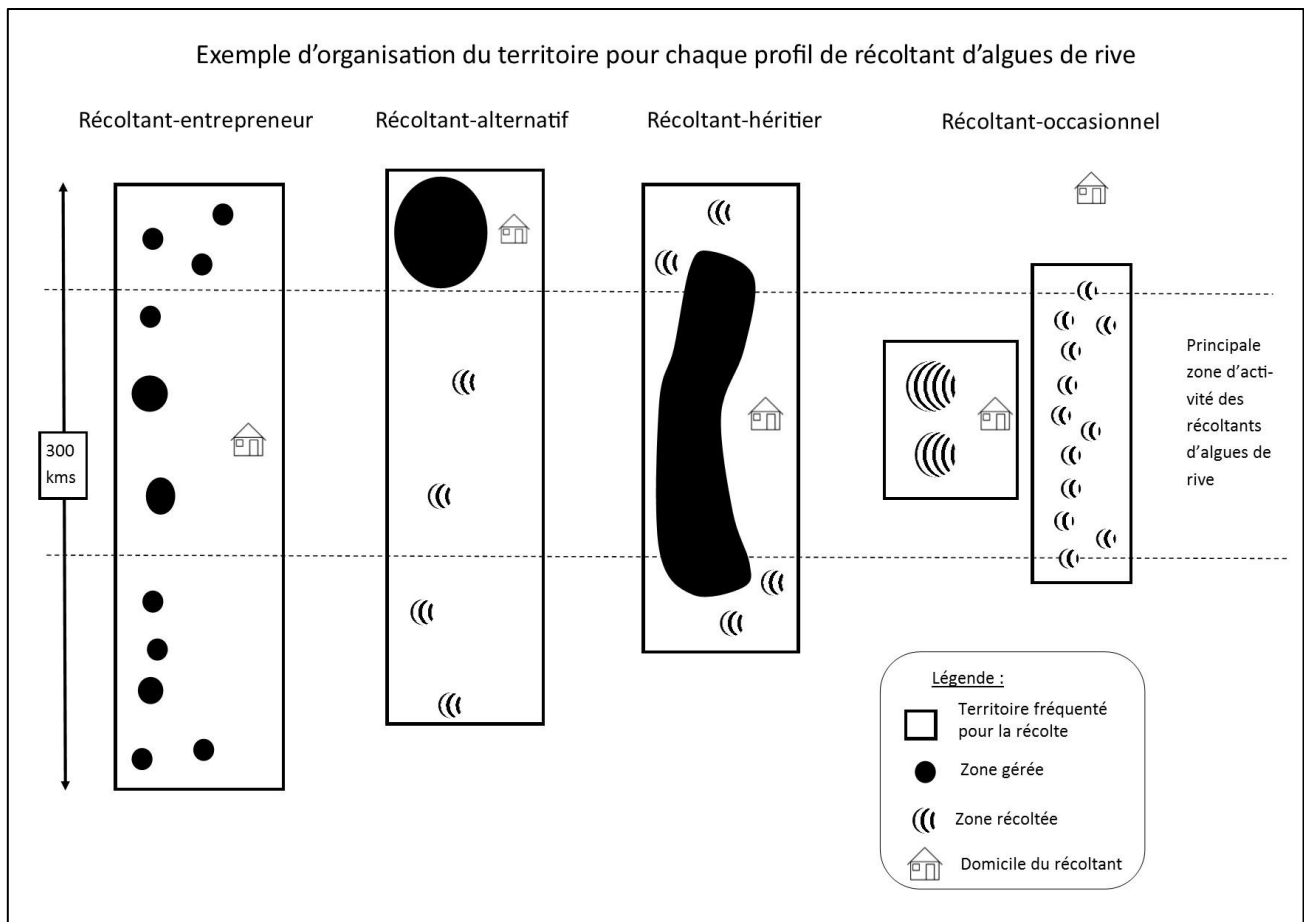 Exemple d'organisation du territoire pour chaque profil de récoltant d'algues de rive
Récoltant-entrepreneur
Récoltant-alternatif
Récoltant-héritier
Récoltant-occasionnel
300
kms
Principale
zone d'acti-
vité des
récoltants
d'algues de
rive
Légende :
Territoire fréquenté
pour la récolte
Zone gérée
Zone récoltée
Domicile du récoltant